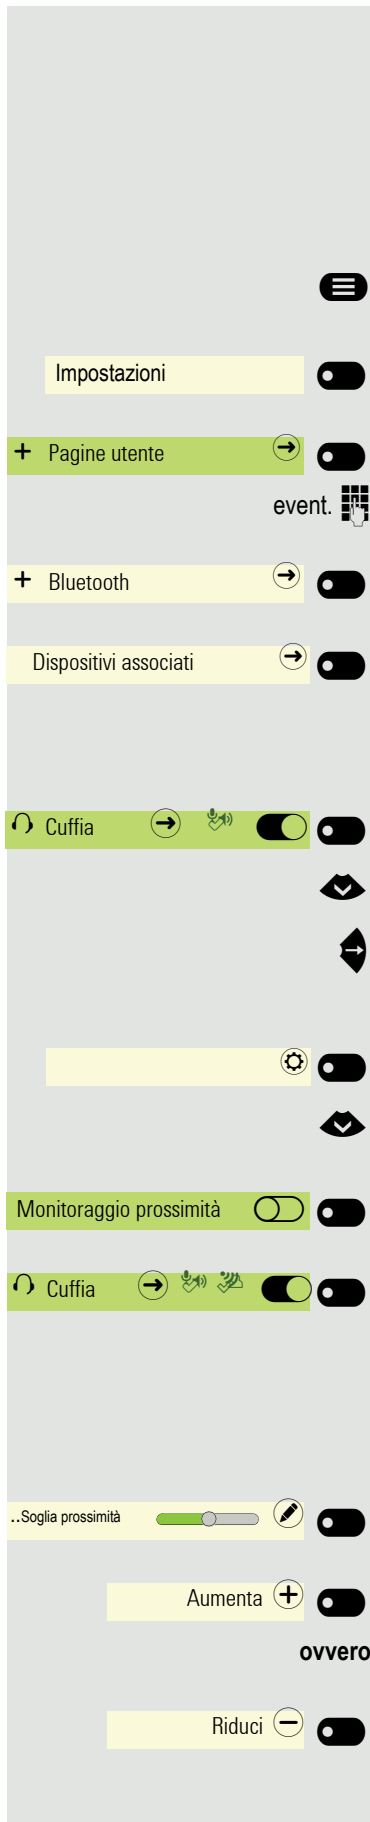 Impostazioni
+ Pagine utente
event.
+ Bluetooth
Dispositivi associati
Cuffia
Monitoraggio prossimità
Cuffia
..Soglia prossimità
Aumenta
ovvero
Riduci